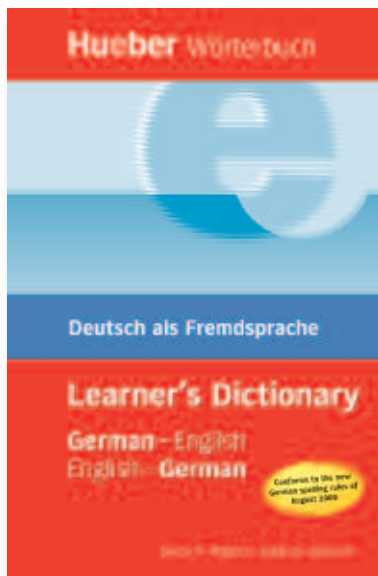 Hueber Wörterbuch
e
Deutsch als Fremdsprache
Learner's Dictionary
German – English
English – German
Conforms to the new
German spelling rules of
August 2006